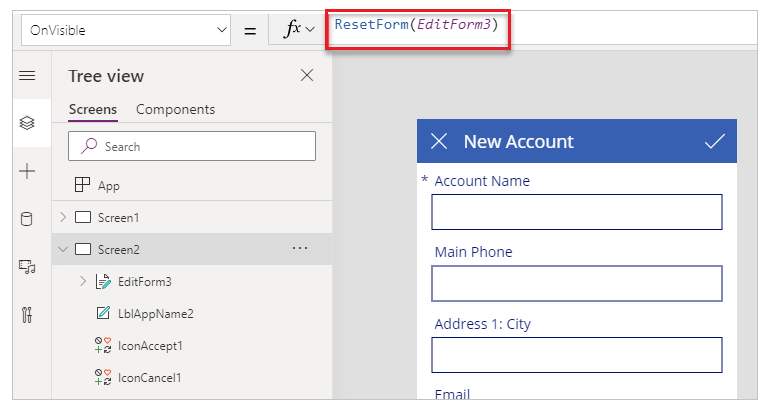 OnVisible = fx ResetForm(EditForm3)
Tree view
Screens Components
Search
App
Screen1
Screen2 ...
EditForm3
LblAppName2
IconAccept1
IconCancel1
New Account
* Account Name
Main Phone
Address 1: City
Email